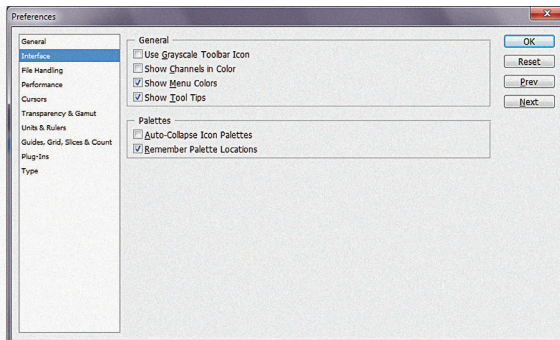 Preferences
General
Interface
File Handling
Performance
Cursors
Transparency & Gamut
Units & Rulers
Guides, Grid, Slices & Count
Plug-Ins
Type
General
Use Grayscale Toolbar Icon
Show Channels in Color
Show Menu Colors
Show Tool Tips
Palettes
Auto-Collapse Icon Palettes
Remember Palette Locations
OK
Reset
Prev
Next